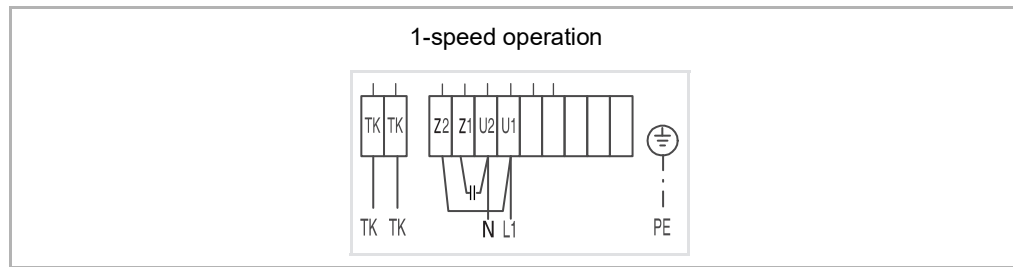 1-speed operation
TK TK Z2 Z1 U2 U1
TK TK N L1 PE